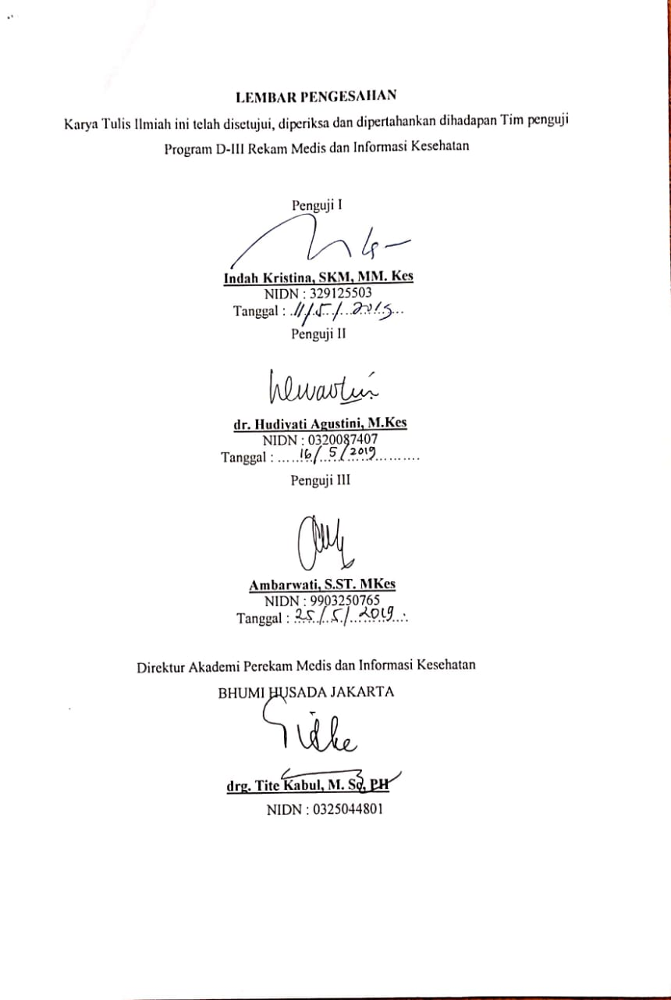 LEMBAR PENGESAHAN
Karya Tulis Ilmiah ini telah disetujui, diperiksa dan dipertahankan dihadapan Tim penguji
Program D-III Rekam Medis dan Informasi Kesehatan
Penguji I
Indah Kristina, SKM, MM. Kes
NIDN : 329125503
Tanggal : 11/5/2019
Penguji II
dr. Hudiyati Agustini, M.Kes
NIDN : 0320087407
Tanggal : 16/5/2019
Penguji III
Ambarwati, S.ST. MKes
NIDN : 9903250765
Tanggal : 25/5/2019
Direktur Akademi Perekam Medis dan Informasi Kesehatan
BHUMI HUSADA JAKARTA
drg. Tite Kabul, M. Sc, PH
NIDN : 0325044801